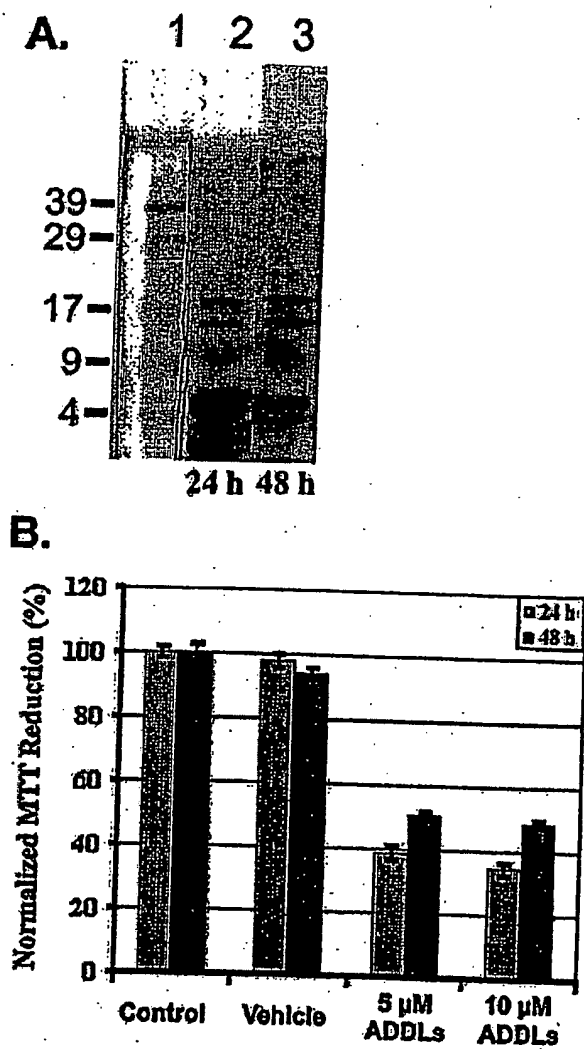 A.
1 2 3
39
29
17
9
4
24 h 48 h
B.
Normalized MTT Reduction (%)
120
100
80
60
40
20
0
24 h
48 h
Control Vehicle 5 µM ADDLs 10 µM ADDLs